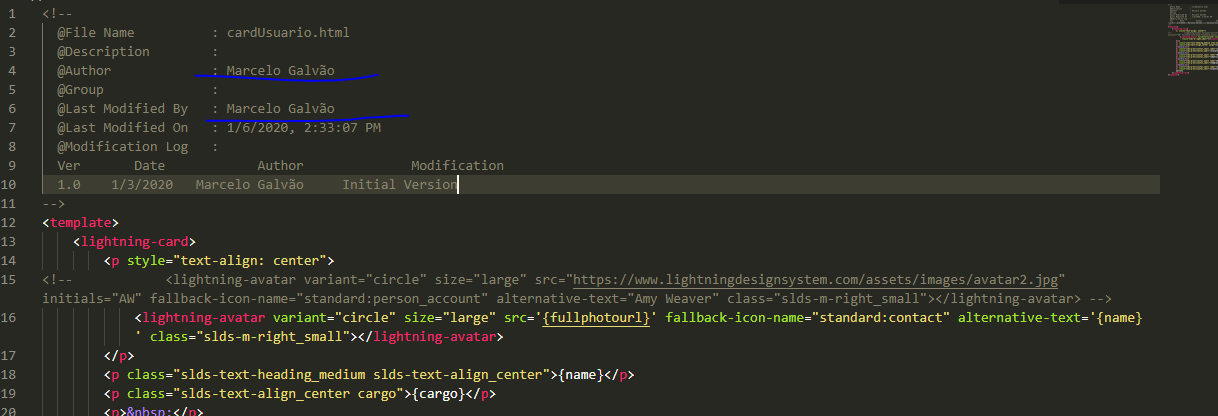 1 <!--
2 @File Name : cardUsuario.html
3 @Description :
4 @Author : Marcelo Galvão
5 @Group :
6 @Last Modified By : Marcelo Galvão
7 @Last Modified On : 1/6/2020, 2:33:07 PM
8 @Modification Log :
9 Ver Date Author Modification
10 1.0 1/3/2020 Marcelo Galvão Initial Version
11 -->
12 <template>
13 <lightning-card>
14 <p style="text-align: center">
15 <!-- <lightning-avatar variant="circle" size="large" src="https://www.lightningdesignsystem.com/assets/images/avatar2.jpg"
initials="AW" fallback-icon-name="standard:person_account" alternative-text="Amy Weaver" class="slds-m-right_small"></lightning-avatar> -->
16 <lightning-avatar variant="circle" size="large" src='{fullphotourl}' fallback-icon-name="standard:contact" alternative-text='{name}
' class="slds-m-right_small"></lightning-avatar>
17 </p>
18 <p class="slds-text-heading_medium slds-text-align_center">{name}</p>
19 <p class="slds-text-align_center cargo">{cargo}</p>
20 <p>&nbsp;</p>